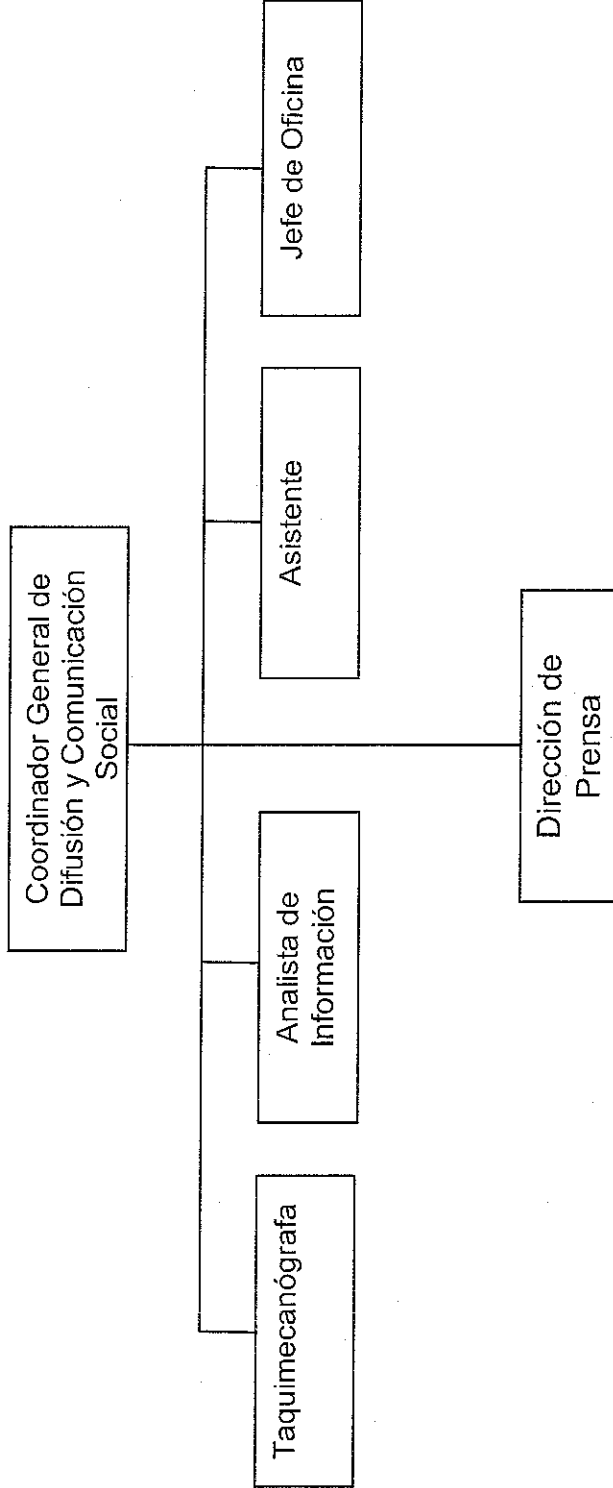 Coordinador General de
Difusión y Comunicación
Social
Taquimecanógrafa
Analista de
Información
Asistente
Jefe de Oficina
Dirección de
Prensa